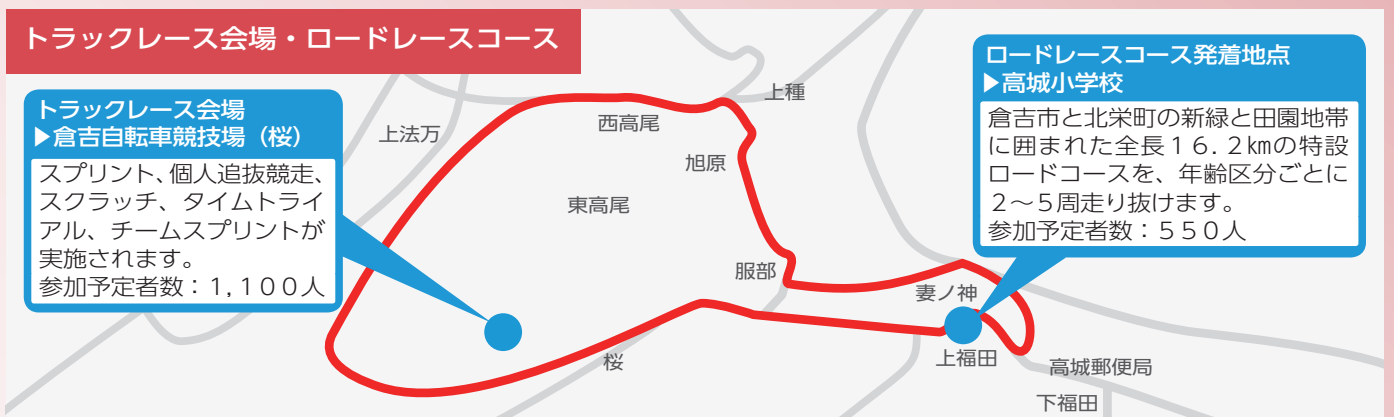 トラックレース会場・ロードレースコース
トラックレース会場
▶倉吉自転車競技場（桜）
スプリント、個人追抜競走、
スクラッチ、タイムトライ
アル、チームスプリントが
実施されます。
参加予定者数：１,１００人
ロードレースコース発着地点
▶高城小学校
倉吉市と北栄町の新緑と田園地帯
に囲まれた全長１６.２㎞の特設
ロードコースを、年齢区分ごとに
２～５周走り抜けます。
参加予定者数：５５０人
上種
西高尾
上法万
旭原
東高尾
服部
妻ノ神
桜
上福田
高城郵便局
下福田